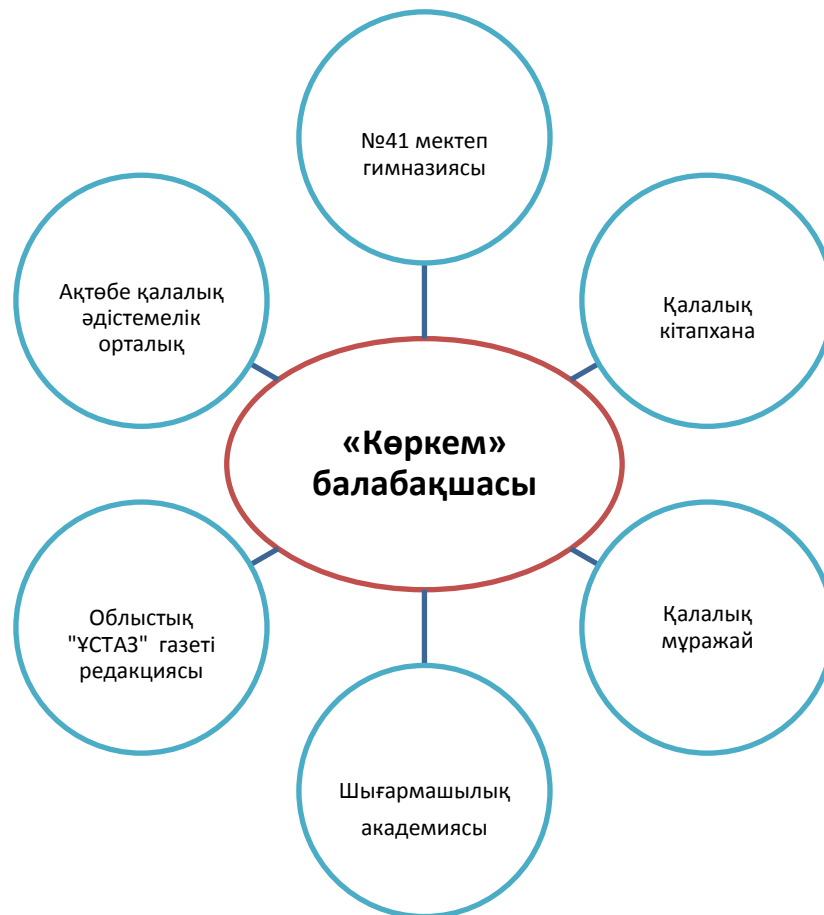 №41 мектеп
гимназиясы
Ақтөбе қалалық
әдістемелік
орталық
Қалалық
кітапхана
«Көркем»
балабақшасы
Облыстық
"ҰСТАЗ" газеті
редакциясы
Қалалық
мұражай
Шығармашылық
академиясы